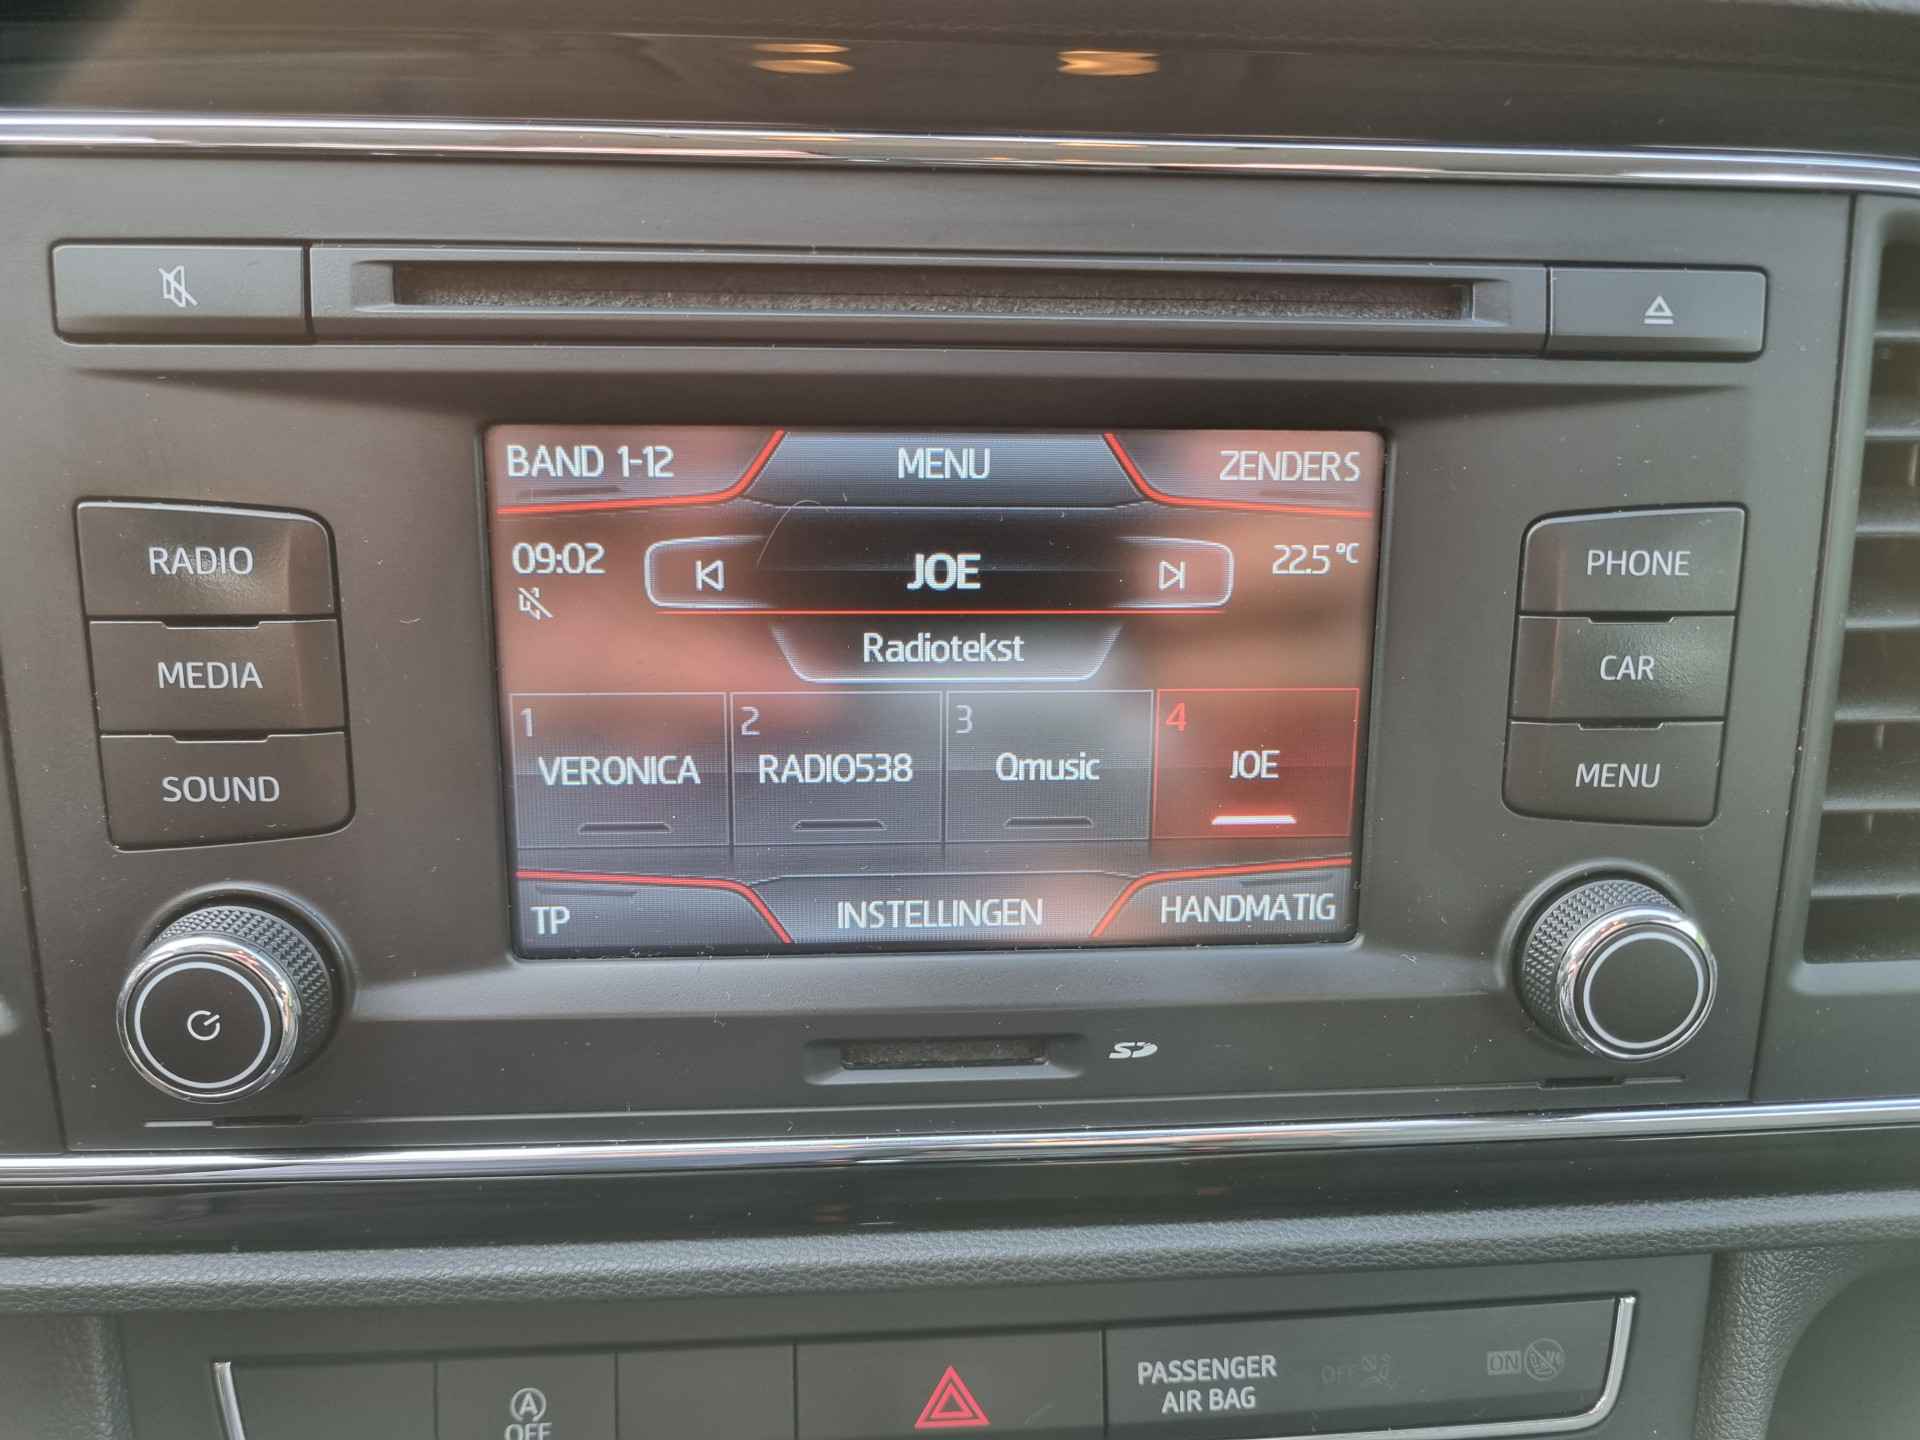 BAND 1-12 MENU ZENDERS
09:02 JOE 22.5 °C
Radiotekst
1 2 3 4
VERONICA RADIO538 Qmusic JOE
TP INSTELLINGEN HANDMATIG
RADIO
MEDIA
SOUND
PHONE
CAR
MENU
SD
A
OFF
PASSENGER
AIR BAG
OFF
ON